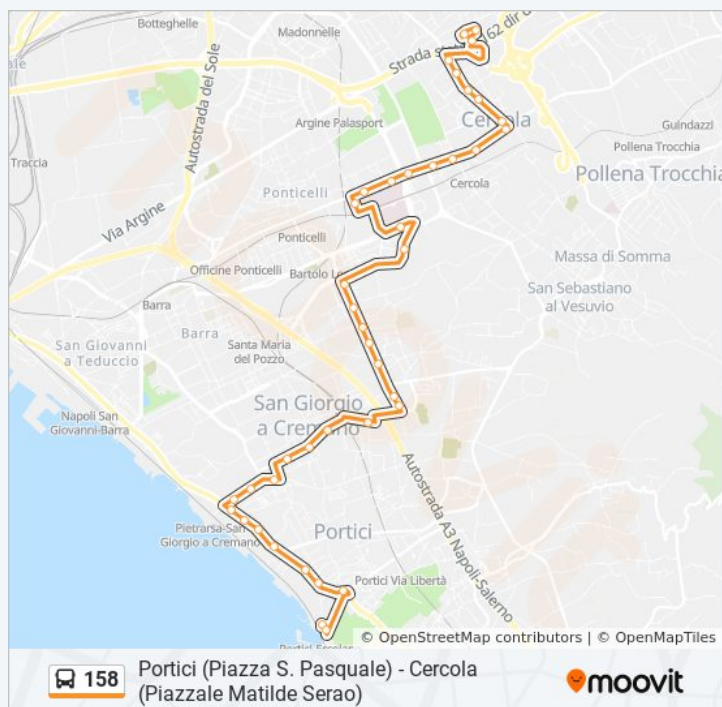 Botteghelle
Madonnelle
Strada st
62 dir
Autostrada del Sole
Argine Palasport
Cercola
Guindazzi
Traccia
Pollena Trocchia
Ponticelli
Cercola
Pollena Trocchia
Via Argine
Ponticelli
Massa di Somma
Officine Ponticelli
Bartolo Lo
San Sebastiano
al Vesuvio
Barra
San Giovanni
a Teduccio
Barra
Santa Maria
del Pozzo
San Giorgio
a Cremano
Napoli San
Giovanni-Barra
Autostrada A3 Napoli-Salerno
Pietrarsa-San
Giorgio a Cremano
Portici
Portici Via Libertà
© OpenStreetMap contributors | © OpenMapTiles
158
Portici (Piazza S. Pasquale) - Cercola
(Piazzale Matilde Serao)
moovit